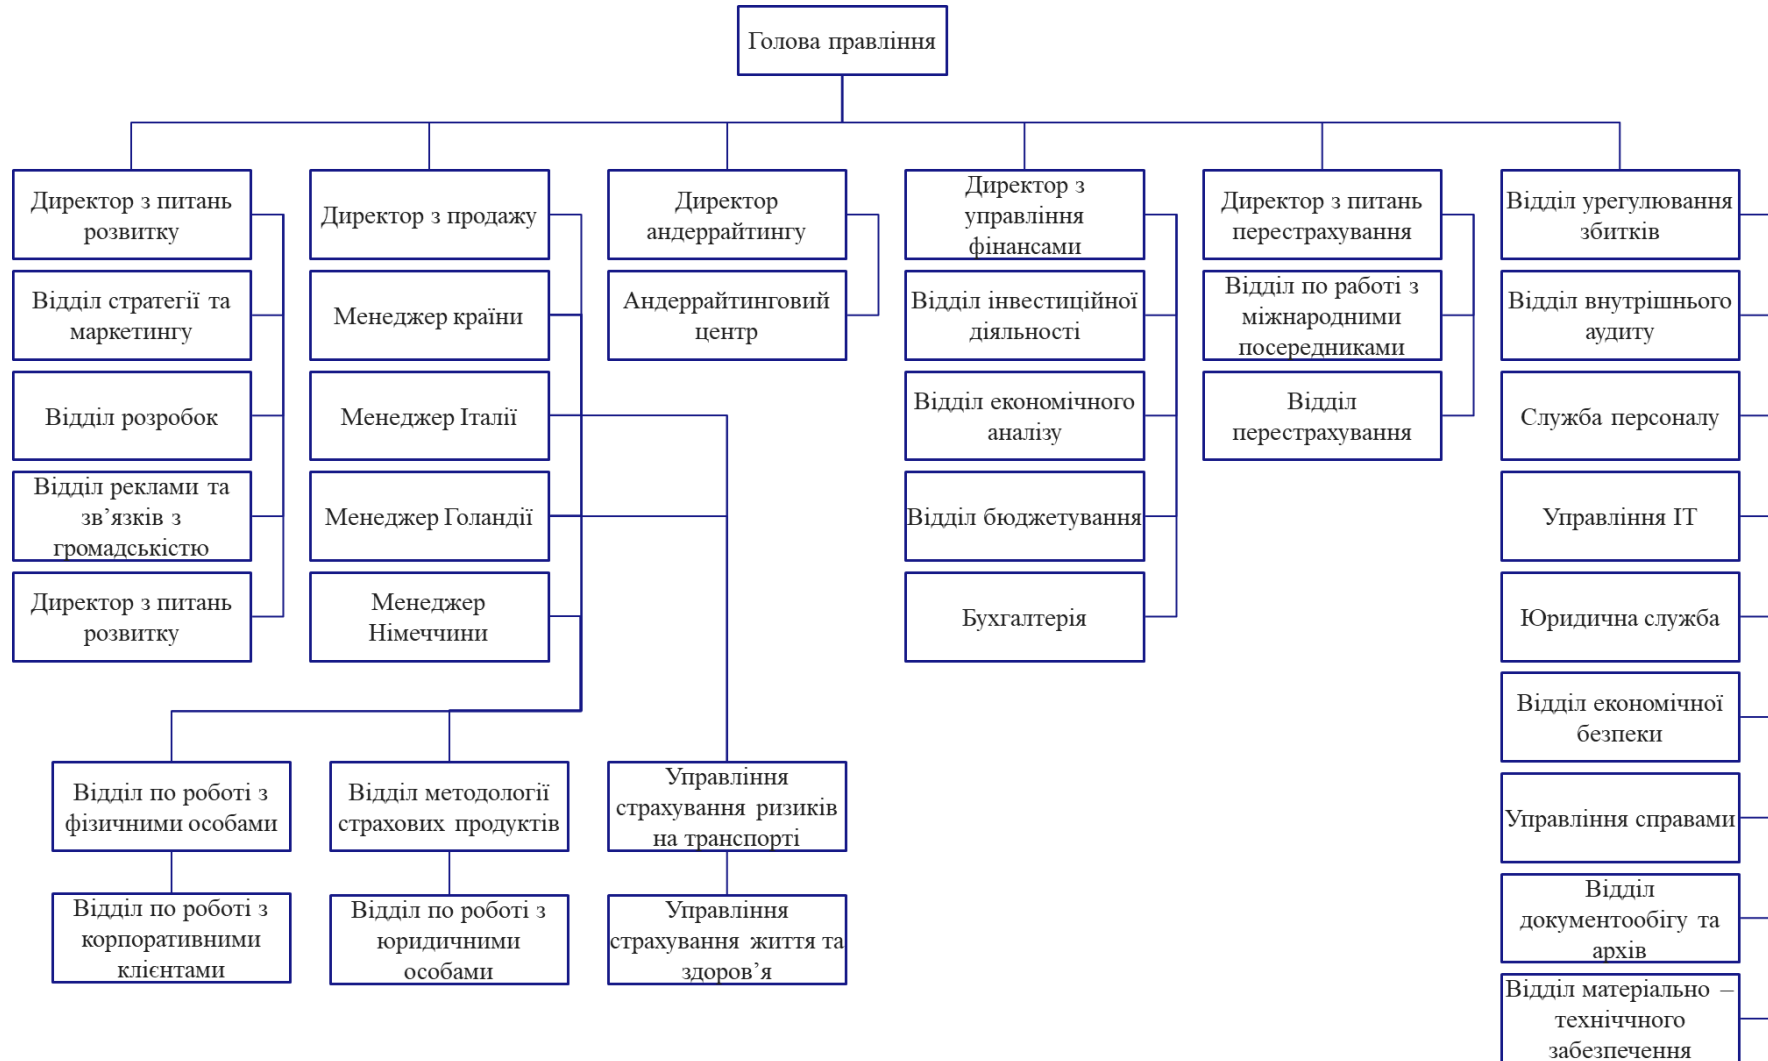 Голова правління
Директор з питань
розвитку
Відділ стратегії та
маркетингу
Відділ розробок
Відділ реклами та
зв’язків з
громадськістю
Директор з питань
розвитку
Директор з продажу
Менеджер країни
Менеджер Італії
Менеджер Голандії
Менеджер
Німеччини
Директор
андеррайтингу
Андеррайтинговий
центр
Директор з
управління
фінансами
Відділ інвестиційної
діяльності
Відділ економічного
аналізу
Відділ бюджетування
Бухгалтерія
Директор з питань
перестрахування
Відділ по работі з
міжнародними
посередниками
Відділ
перестрахування
Відділ урегулювання
збитків
Відділ внутрішнього
аудиту
Служба персоналу
Управління ІТ
Юридична служба
Відділ економічної
безпеки
Управління справами
Відділ
документообігу та
архів
Відділ матеріально –
техніччного
забезпечення
Відділ по роботі з
фізичними особами
Відділ по роботі з
корпоративними
клієнтами
Відділ методології
страхових продуктів
Відділ по роботі з
юридичними
особами
Управління
страхування ризиків
на транспорті
Управління
страхування життя та
здоров’я